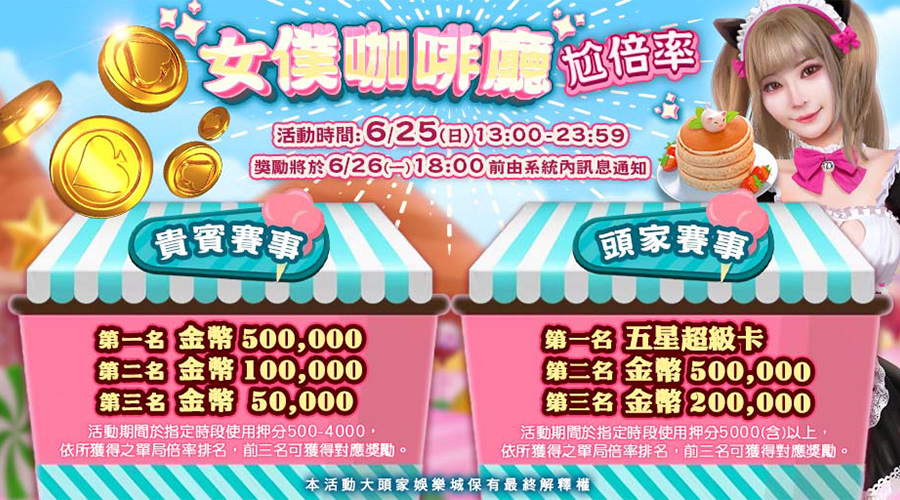 女僕咖啡廳 尬倍率
活動時間: 6/25(日)13:00-23:59
獎勵將於 6/26(一)18:00 前由系統內訊息通知
貴賓賽事
第一名 金幣 500,000
第二名 金幣 100,000
第三名 金幣 50,000
活動期間於指定時段使用押分500-4000，
依所獲得之單局倍率排名，前三名可獲得對應獎勵。
頭家賽事
第一名 五星超級卡
第二名 金幣 500,000
第三名 金幣 200,000
活動期間於指定時段使用押分5000(含)以上，
依所獲得之單局倍率排名，前三名可獲得對應獎勵。
本活動大頭家娛樂城保有最終解釋權